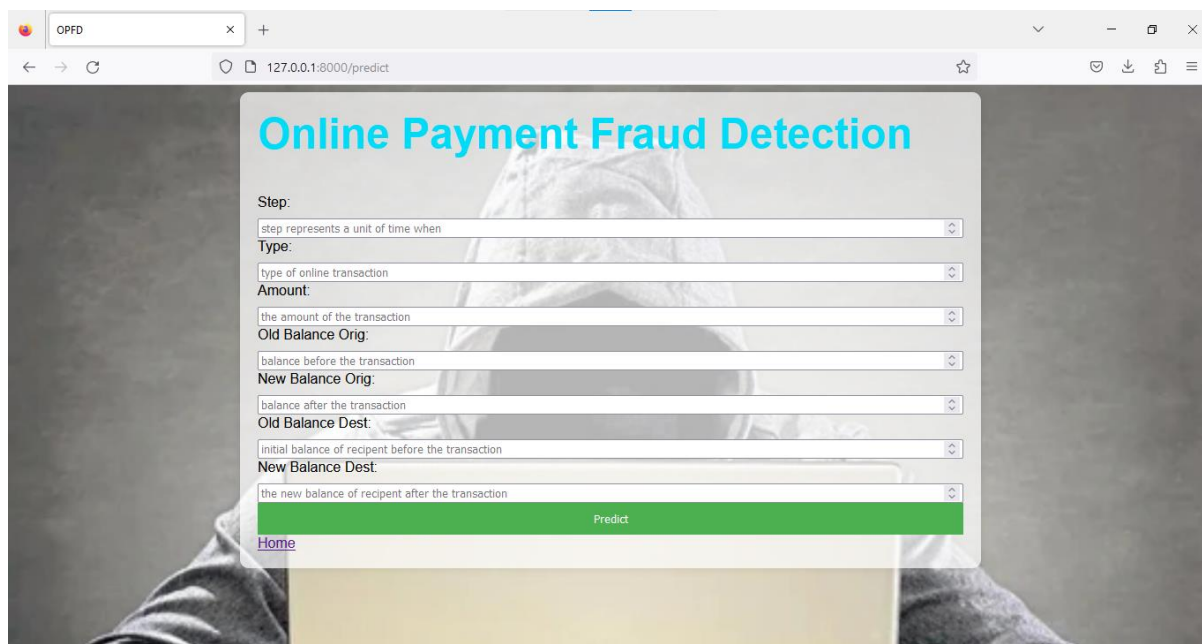 OPFD
127.0.0.1:8000/predict
Online Payment Fraud Detection
Step:
step represents a unit of time when
Type:
type of online transaction
Amount:
the amount of the transaction
Old Balance Orig:
balance before the transaction
New Balance Orig:
balance after the transaction
Old Balance Dest:
initial balance of recipent before the transaction
New Balance Dest:
the new balance of recipent after the transaction
Predict
Home